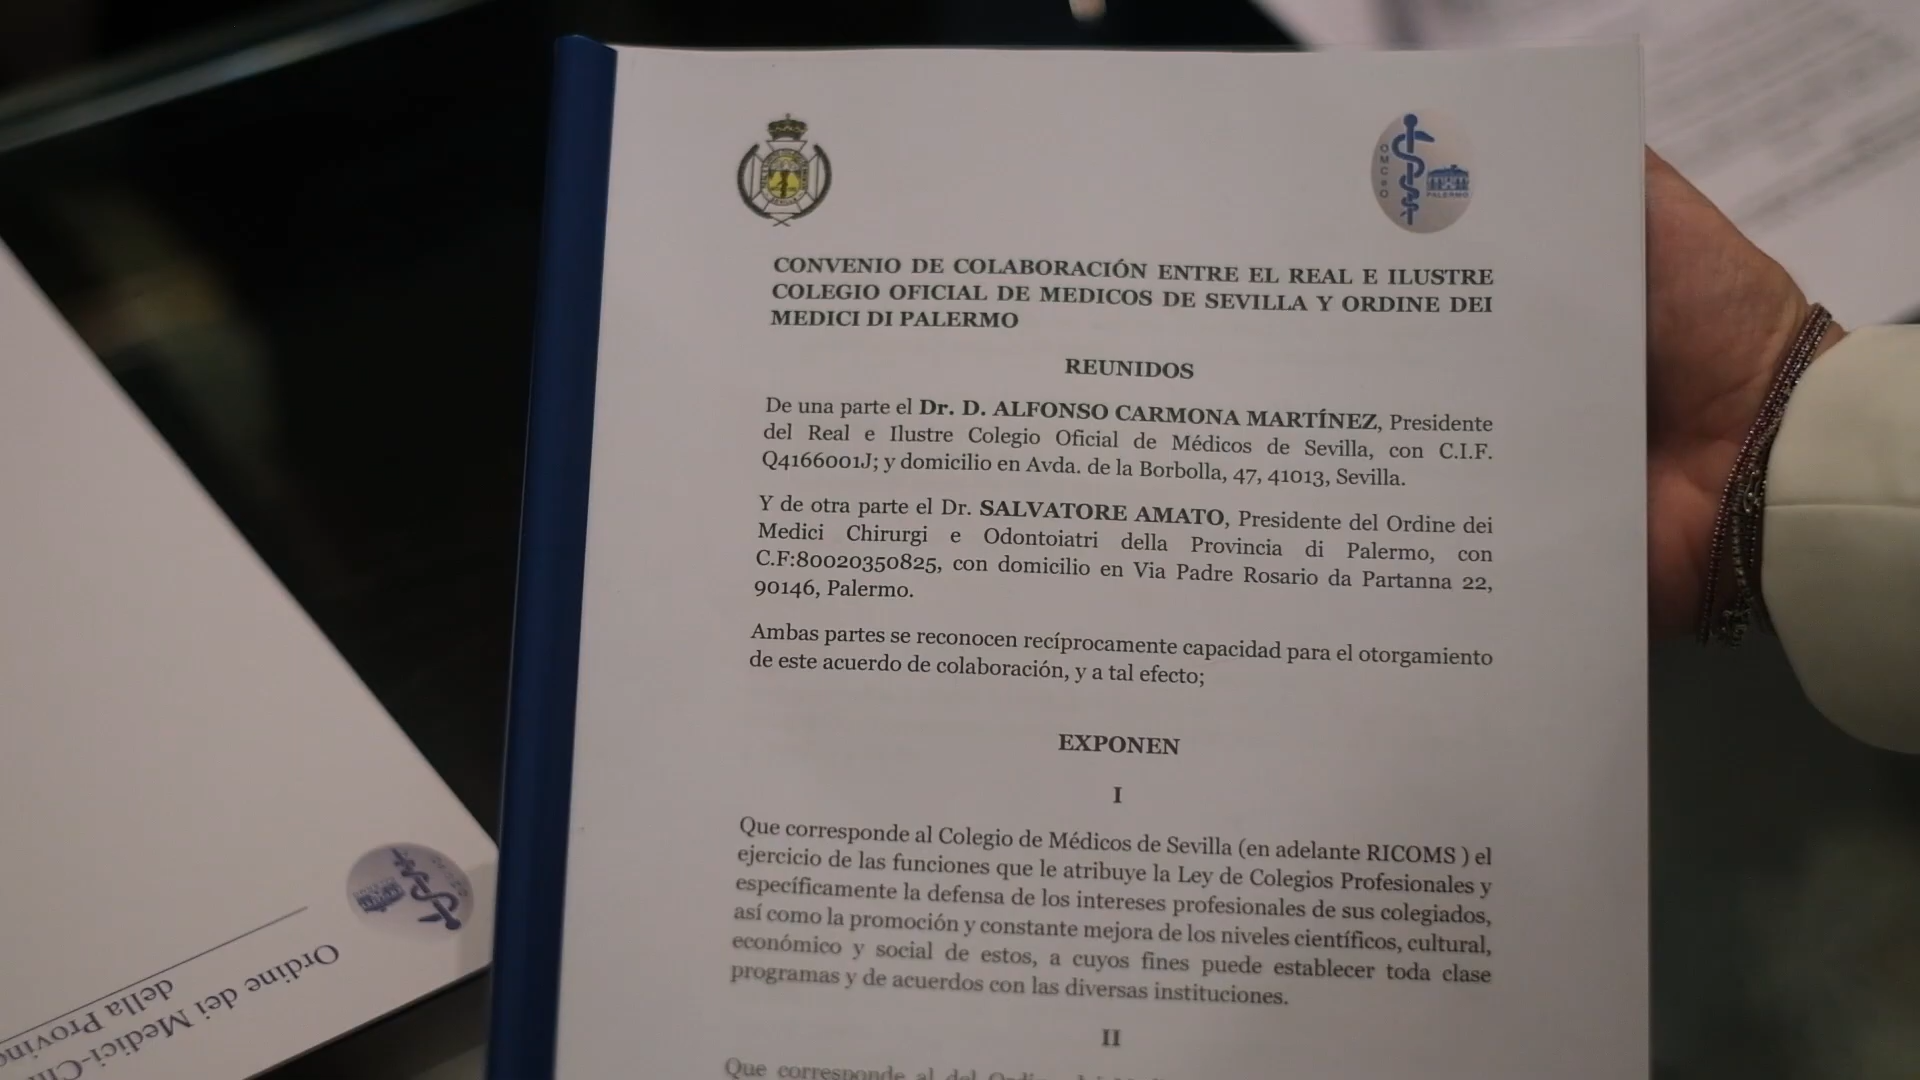 OMCeO
PALERMO
SEVILLA
CONVENIO DE COLABORACIÓN ENTRE EL REAL E ILUSTRE
COLEGIO OFICIAL DE MEDICOS DE SEVILLA Y ORDINE DEI
MEDICI DI PALERMO
REUNIDOS
De una parte el Dr. D. ALFONSO CARMONA MARTÍNEZ, Presidente
del Real e Ilustre Colegio Oficial de Médicos de Sevilla, con C.I.F.
Q4166001J; y domicilio en Avda. de la Borbolla, 47, 41013, Sevilla.
Y de otra parte el Dr. SALVATORE AMATO, Presidente del Ordine dei
Medici Chirurgi e Odontoiatri della Provincia di Palermo, con
C.F:80020350825, con domicilio en Via Padre Rosario da Partanna 22,
90146, Palermo.
Ambas partes se reconocen recíprocamente capacidad para el otorgamiento
de este acuerdo de colaboración, y a tal efecto;
EXPONEN
I
Que corresponde al Colegio de Médicos de Sevilla (en adelante RICOMS ) el
ejercicio de las funciones que le atribuye la Ley de Colegios Profesionales y
específicamente la defensa de los intereses profesionales de sus colegiados,
así como la promoción y constante mejora de los niveles científicos, cultural,
económico y social de estos, a cuyos fines puede establecer toda clase
programas y de acuerdos con las diversas instituciones.
II
Que corresponde al del
Ordine dei Medici-Chi
della Provin